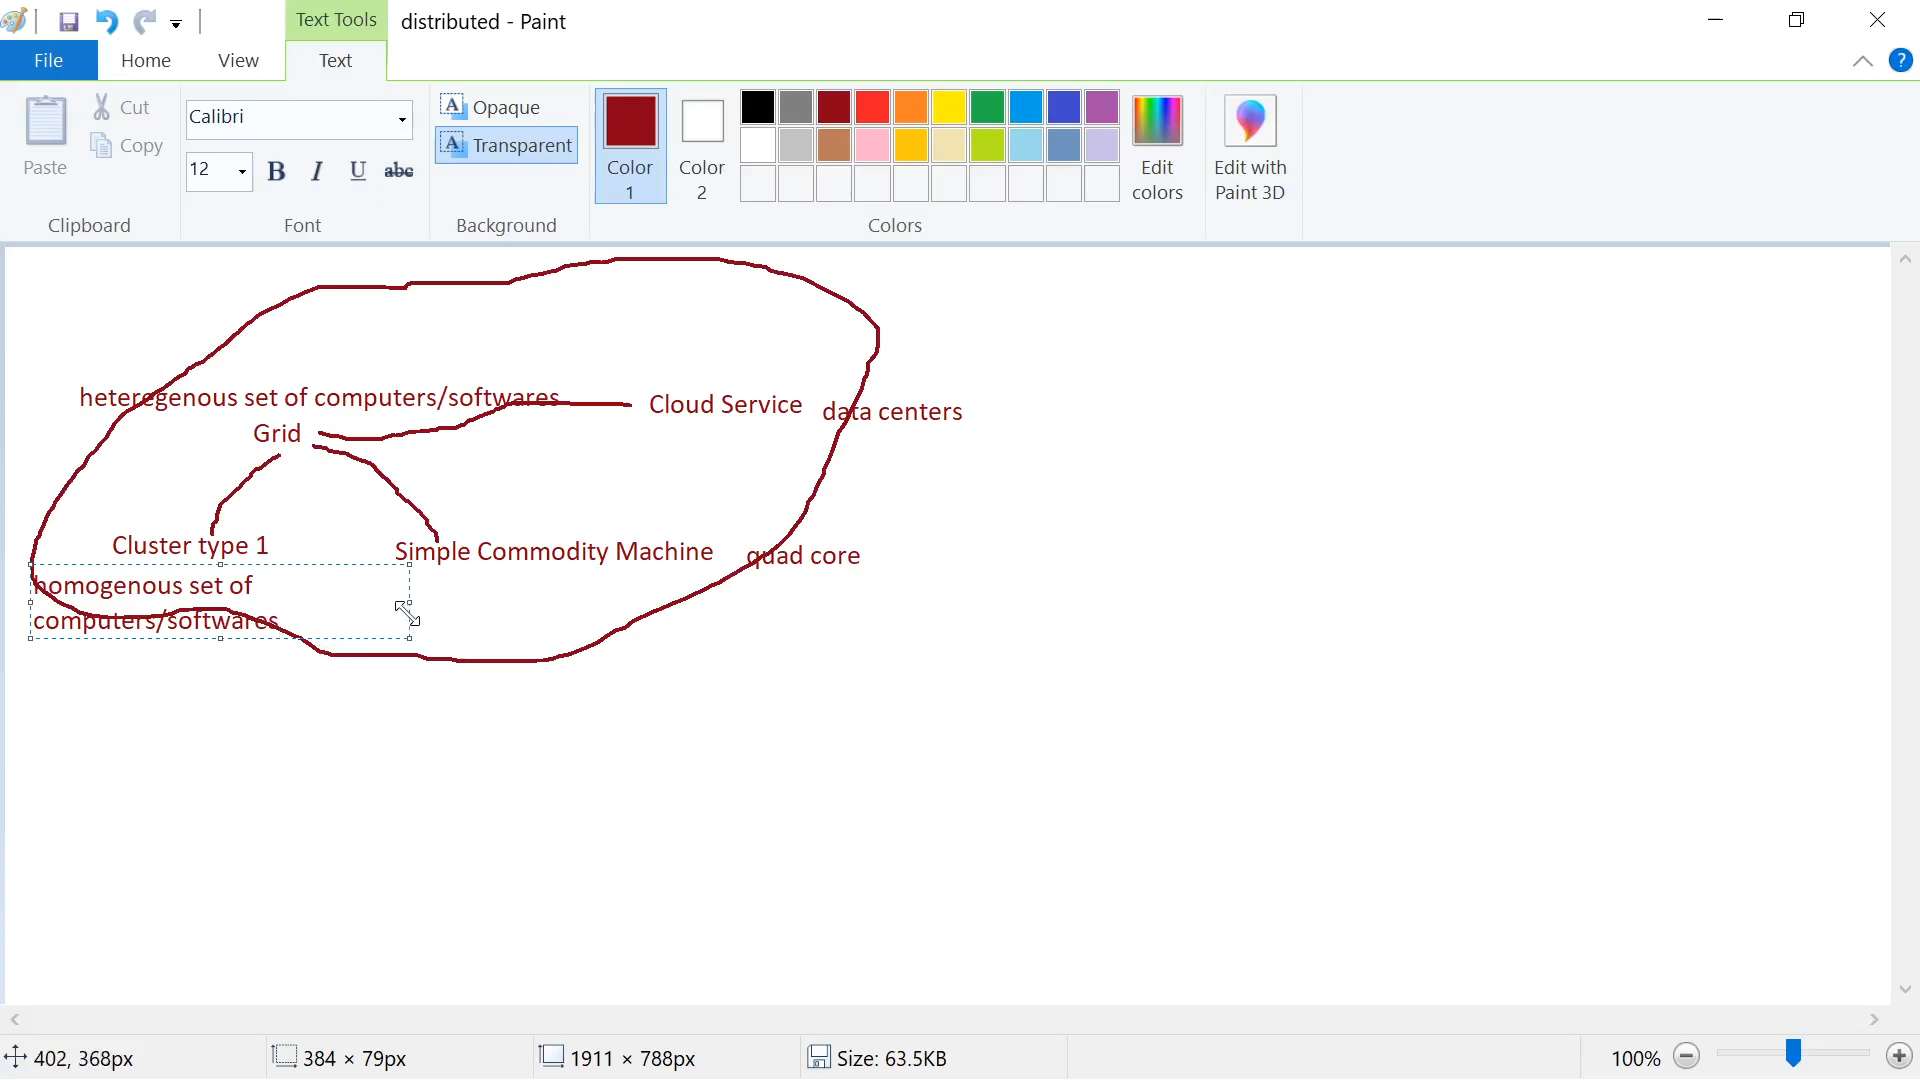 Text Tools
distributed - Paint
File
Home
View
Text
?
Paste
Cut
Copy
Clipboard
Calibri
12
B I U abc
Font
A Opaque
A Transparent
Background
Color 1
Color 2
Colors
Edit colors
Edit with Paint 3D
heteregenous set of computers/softwares
Cloud Service
data centers
Grid
Cluster type 1
Simple Commodity Machine
quad core
homogenous set of
computers/softwares
402, 368px
384 × 79px
1911 × 788px
Size: 63.5KB
100%